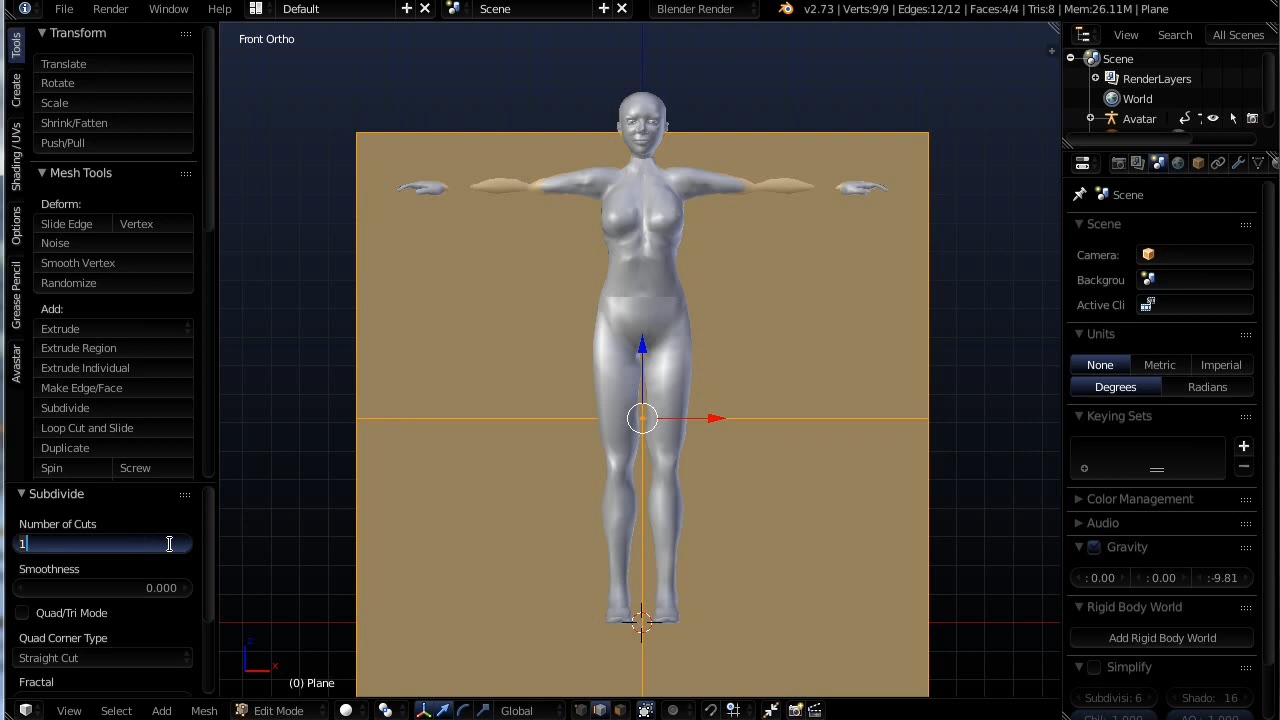 File Render Window Help Default Scene Blender Render v2.73 | Verts:9/9 | Edges:12/12 | Faces:4/4 | Tris:8 | Mem:26.11M | Plane
Tools
Create
Shading / UVs
Options
Grease Pencil
Avastar
Transform
Translate
Rotate
Scale
Shrink/Fatten
Push/Pull
Mesh Tools
Deform:
Slide Edge Vertex
Noise
Smooth Vertex
Randomize
Add:
Extrude
Extrude Region
Extrude Individual
Make Edge/Face
Subdivide
Loop Cut and Slide
Duplicate
Spin Screw
Subdivide
Number of Cuts
1
Smoothness
0.000
Quad/Tri Mode
Quad Corner Type
Straight Cut
Fractal
Front Ortho
z
x
(0) Plane
View Select Add Mesh Edit Mode Global
View Search All Scenes
Scene
RenderLayers
World
Avatar
Scene
Scene
Camera:
Backgrou
Active Cli
Units
None Metric Imperial
Degrees Radians
Keying Sets
Color Management
Audio
Gravity
: 0.00 : 0.00 :-9.81
Rigid Body World
Add Rigid Body World
Simplify
Subdivisi: 6 Shado: 16